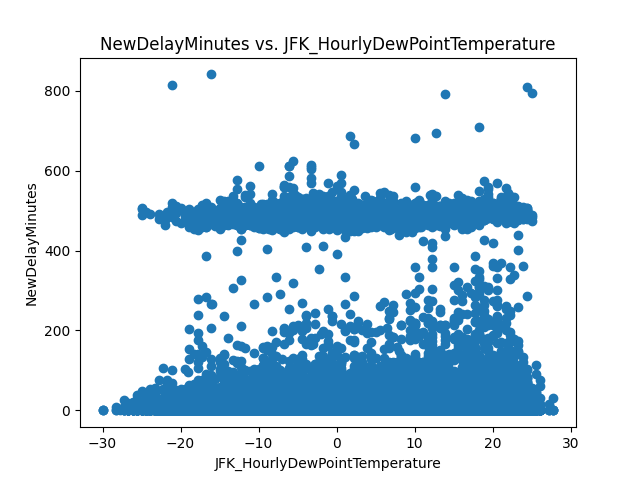 NewDelayMinutes vs. JFK_HourlyDewPointTemperature
800
600
400
200
0
NewDelayMinutes
−30 −20 −10 0 10 20 30
JFK_HourlyDewPointTemperature